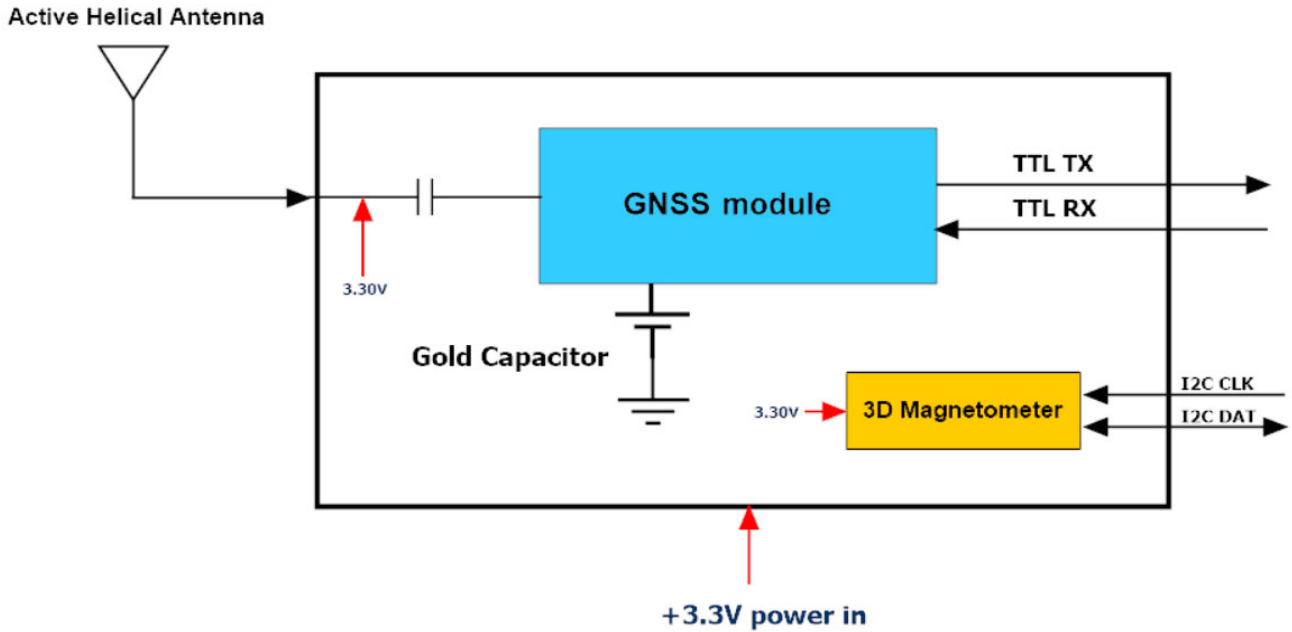 Active Helical Antenna
GNSS module
TTL TX
TTL RX
3.30V
Gold Capacitor
3.30V
3D Magnetometer
I2C CLK
I2C DAT
+3.3V power in